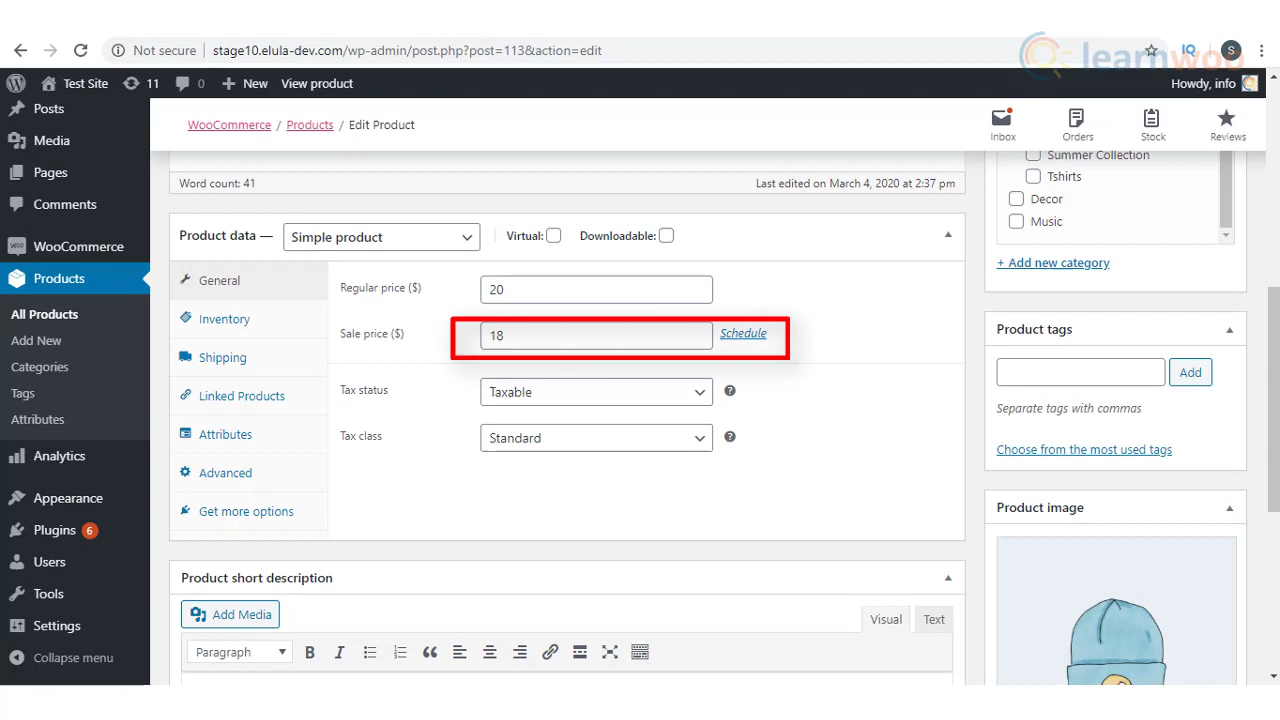 Not secure
stage10.elula-dev.com/wp-admin/post.php?post=113&action=edit
IQ
S
learnwoo
Test Site
11
0
New
View product
Howdy, info
Posts
Media
Pages
Comments
WooCommerce
Products
All Products
Add New
Categories
Tags
Attributes
Analytics
Appearance
Plugins 6
Users
Tools
Settings
Collapse menu
WooCommerce / Products / Edit Product
Inbox
Orders
Stock
Reviews
Word count: 41
Last edited on March 4, 2020 at 2:37 pm
Product data —
Simple product
Virtual:
Downloadable:
General
Inventory
Shipping
Linked Products
Attributes
Advanced
Get more options
Regular price ($)
20
Sale price ($)
18
Schedule
Tax status
Taxable
Tax class
Standard
Product short description
Add Media
Visual
Text
Paragraph
B
I
Summer Collection
Tshirts
Decor
Music
+ Add new category
Product tags
Add
Separate tags with commas
Choose from the most used tags
Product image